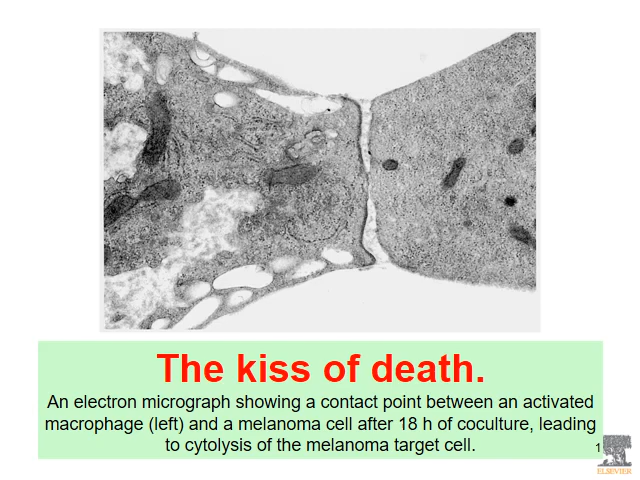 The kiss of death.
An electron micrograph showing a contact point between an activated
macrophage (left) and a melanoma cell after 18 h of coculture, leading
to cytolysis of the melanoma target cell.
1
ELSEVIER